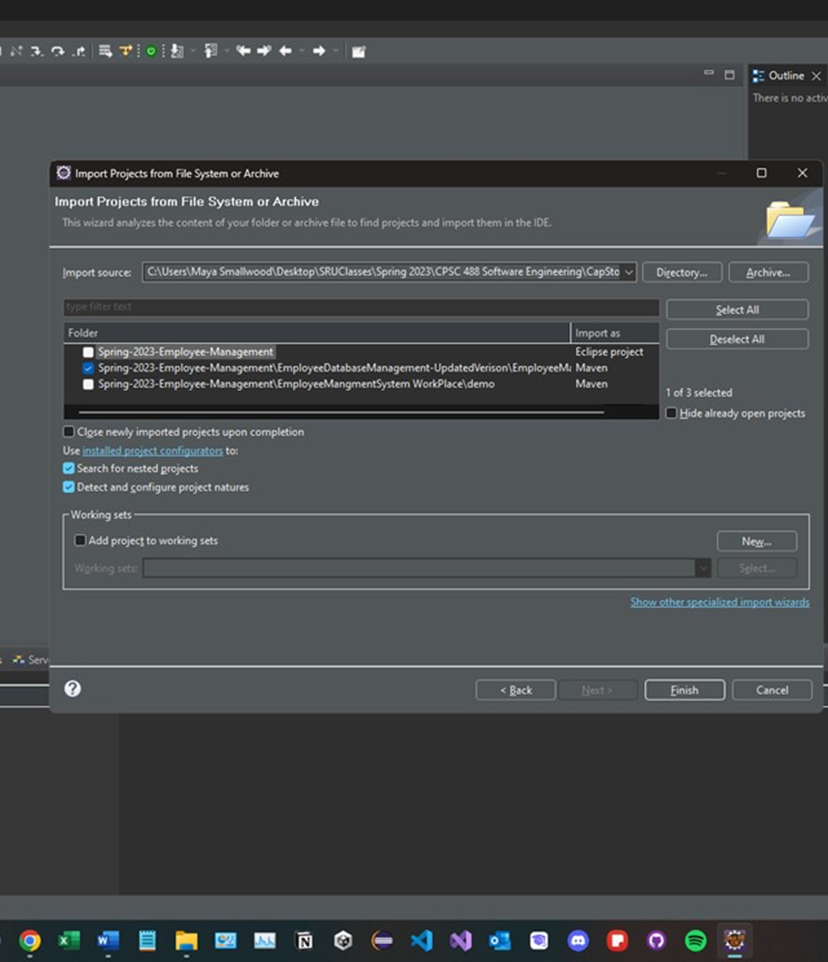 Outline
There is no activ
Import Projects from File System or Archive
Import Projects from File System or Archive
This wizard analyzes the content of your folder or archive file to find projects and import them in the IDE.
Import source: C:\Users\Maya Smallwood\Desktop\SRUClasses\Spring 2023\CPSC 488 Software Engineering\CapSto Directory... Archive...
type filter text Select All
Folder Import as Deselect All
Spring-2023-Employee-Management Eclipse project
Spring-2023-Employee-Management\EmployeeDatabaseManagement-UpdatedVerison\EmployeeMa Maven
Spring-2023-Employee-Management\EmployeeMangmentSystem WorkPlace\demo Maven
1 of 3 selected
Hide already open projects
Close newly imported projects upon completion
Use installed project configurators to:
Search for nested projects
Detect and configure project natures
Working sets
Add project to working sets New...
Working sets: Select...
Show other specialized import wizards
s Serv
< Back Next > Finish Cancel